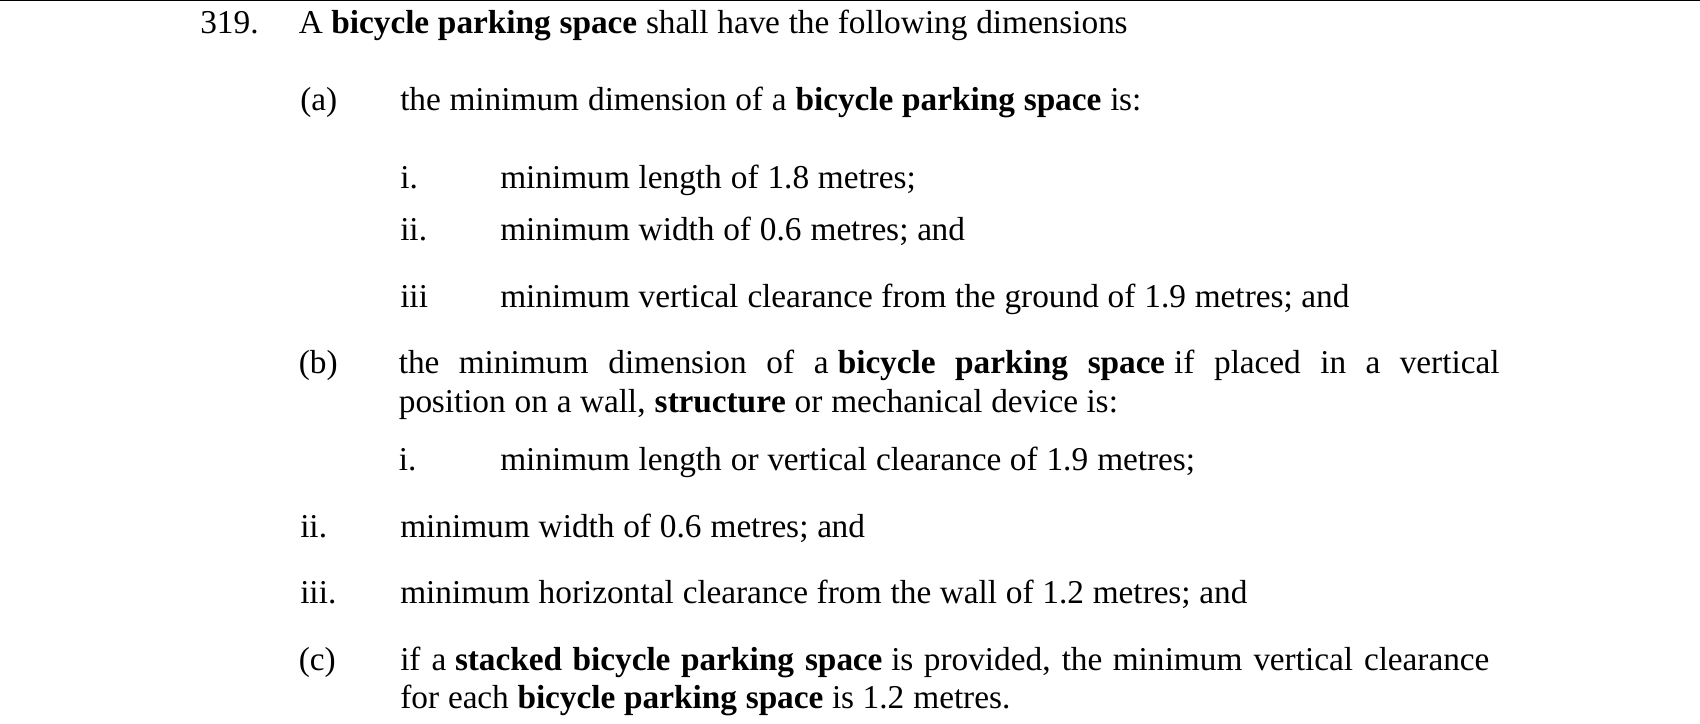 319. A bicycle parking space shall have the following dimensions
(a) the minimum dimension of a bicycle parking space is:
i. minimum length of 1.8 metres;
ii. minimum width of 0.6 metres; and
iii minimum vertical clearance from the ground of 1.9 metres; and
(b) the minimum dimension of a bicycle parking space if placed in a vertical
position on a wall, structure or mechanical device is:
i. minimum length or vertical clearance of 1.9 metres;
ii. minimum width of 0.6 metres; and
iii. minimum horizontal clearance from the wall of 1.2 metres; and
(c) if a stacked bicycle parking space is provided, the minimum vertical clearance
for each bicycle parking space is 1.2 metres.